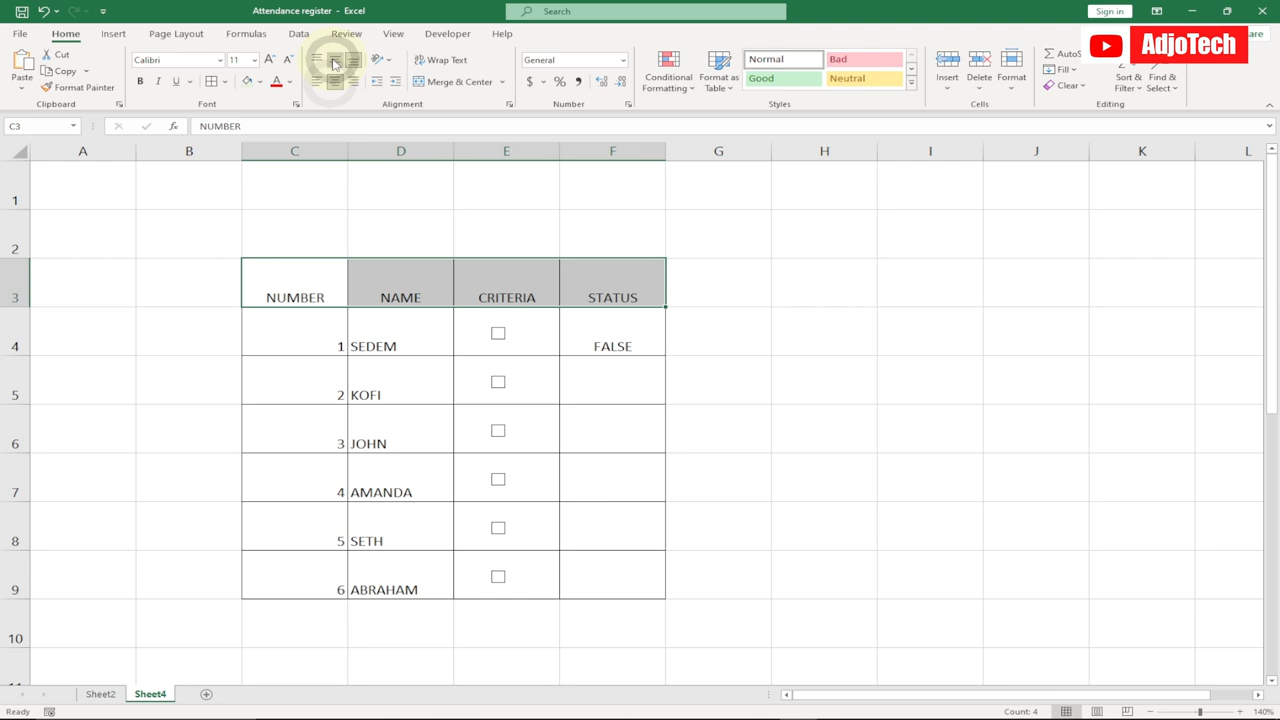 Attendance register - Excel
Search
Sign in
AdjoTech
File Home Insert Page Layout Formulas Data Review View Developer Help
Paste
Cut
Copy
Format Painter
Clipboard
Calibri 11
B I U
Font
Wrap Text
Merge & Center
Alignment
General
$ % ,
Number
Conditional Formatting
Format as Table
Normal Bad
Good Neutral
Styles
Insert Delete Format
Cells
Fill
Clear
Sort & Filter
Find & Select
Editing
C3 fx NUMBER
A B C D E F G H I J K L
1
2
3 NUMBER NAME CRITERIA STATUS
4 1 SEDEM FALSE
5 2 KOFI
6 3 JOHN
7 4 AMANDA
8 5 SETH
9 6 ABRAHAM
10
Sheet2 Sheet4
Ready Count: 4 140%